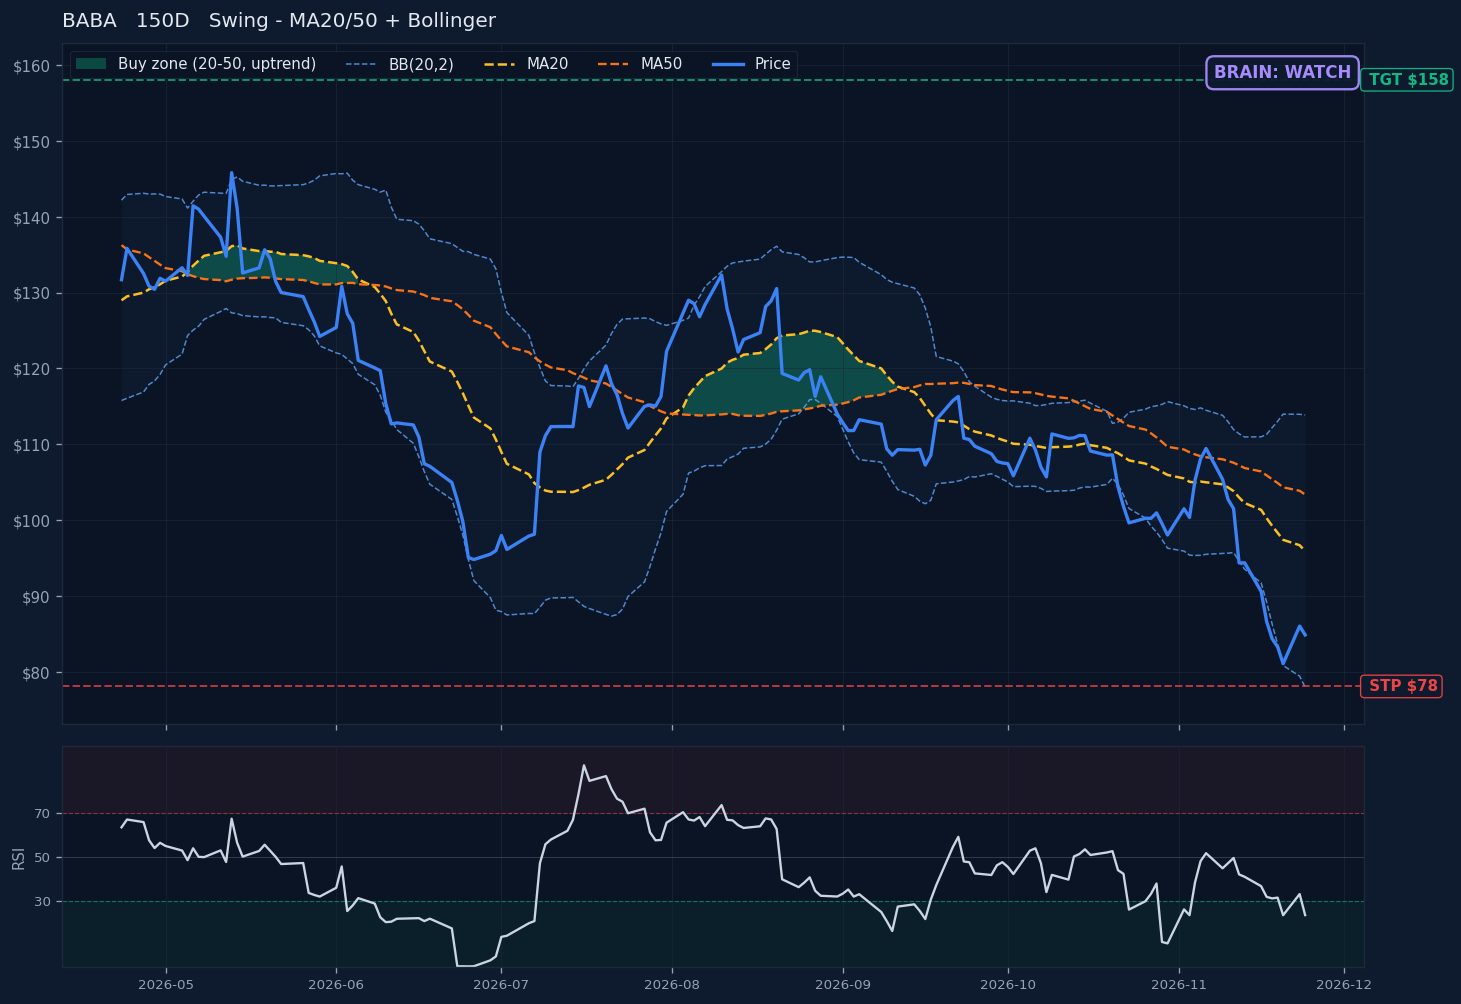 BABA 150D Swing - MA20/50 + Bollinger
Buy zone (20-50, uptrend) BB(20,2) MA20 MA50 Price
BRAIN: WATCH
TGT $158
$160
$150
$140
$130
$120
$110
$100
$90
$80
STP $78
RSI
70
50
30
2026-05 2026-06 2026-07 2026-08 2026-09 2026-10 2026-11 2026-12